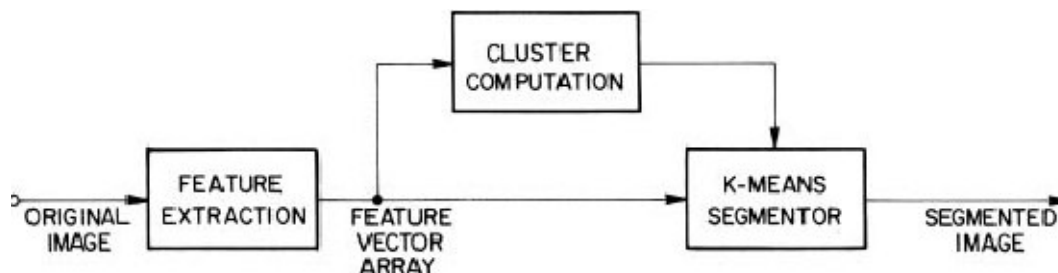 CLUSTER
COMPUTATION
FEATURE
EXTRACTION
K-MEANS
SEGMENTOR
ORIGINAL
IMAGE
FEATURE
VECTOR
ARRAY
SEGMENTED
IMAGE